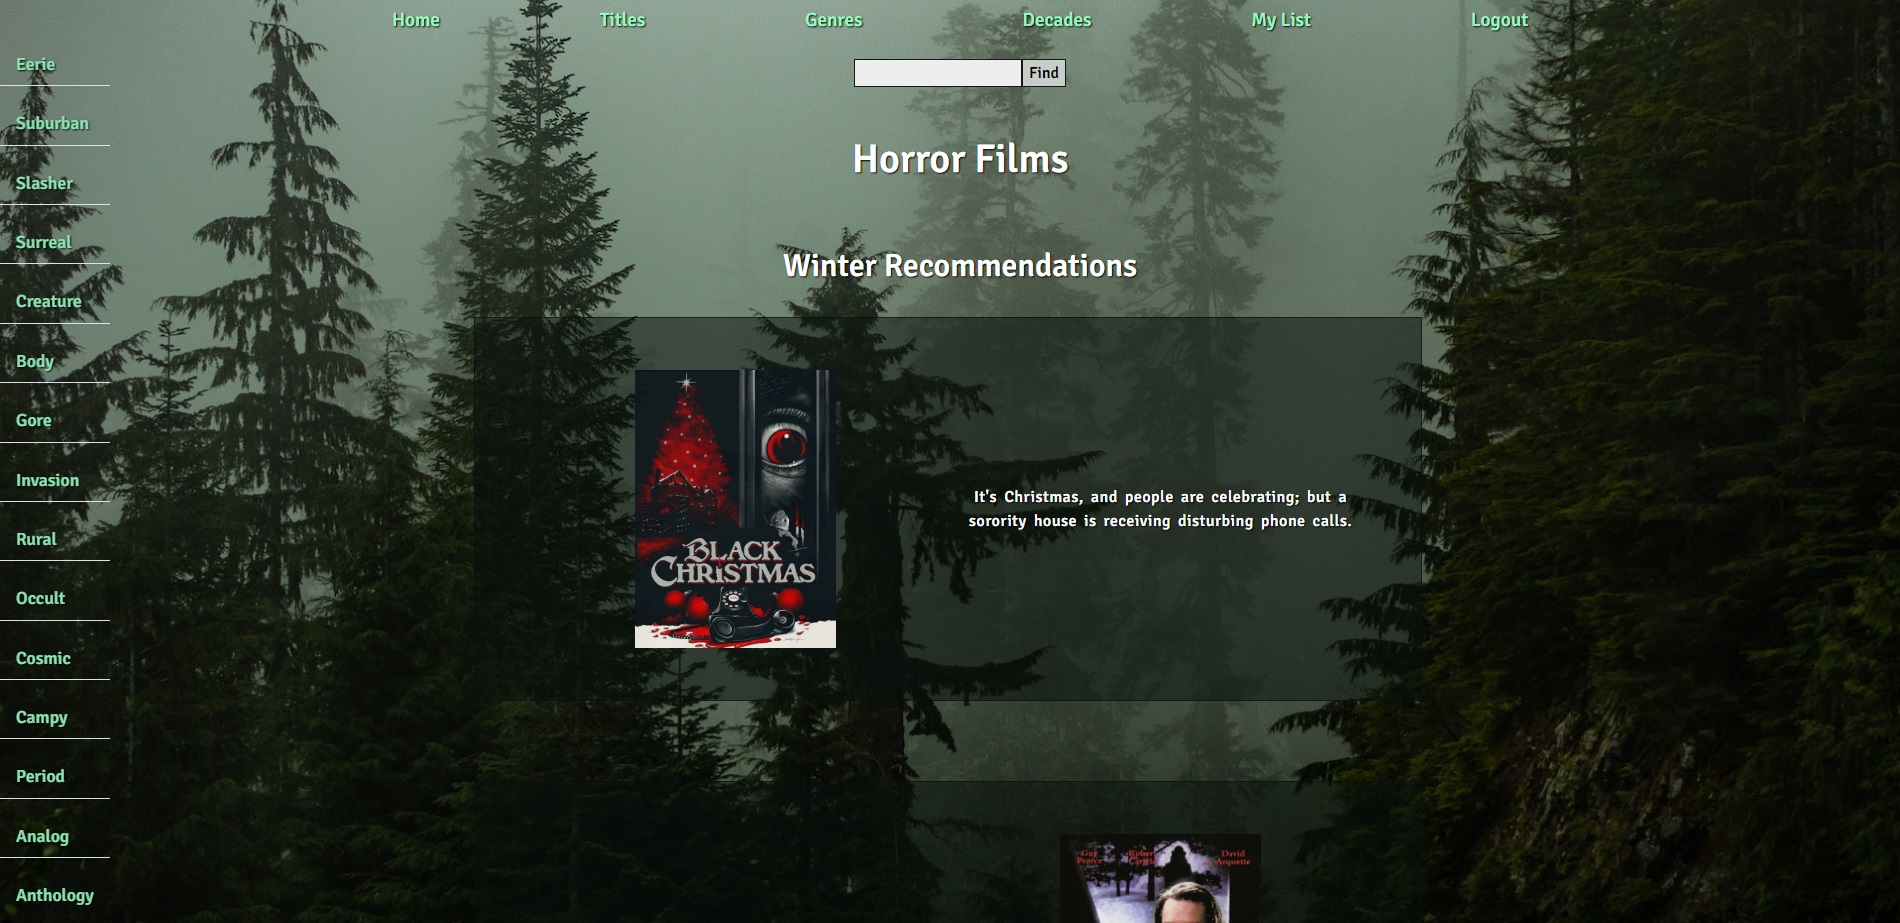 Home Titles Genres Decades My List Logout
Find
Eerie
Suburban
Slasher
Surreal
Creature
Body
Gore
Invasion
Rural
Occult
Cosmic
Campy
Period
Analog
Anthology
Horror Films
Winter Recommendations
BLACK
CHRISTMAS
It's Christmas, and people are celebrating; but a
sorority house is receiving disturbing phone calls.
Guy Robert David
Pearce Carlyle Arquette